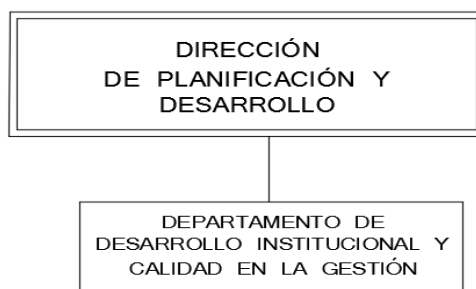 DIRECCIÓN
DE PLANIFICACIÓN Y
DESARROLLO
DEPARTAMENTO DE
DESARROLLO INSTITUCIONAL Y
CALIDAD EN LA GESTIÓN